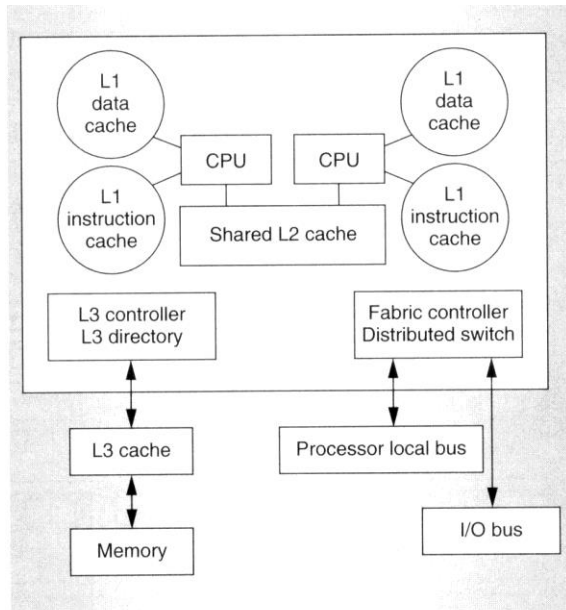 L1
data
cache
L1
data
cache
CPU
CPU
L1
instruction
cache
L1
instruction
cache
Shared L2 cache
L3 controller
L3 directory
Fabric controller
Distributed switch
L3 cache
Processor local bus
Memory
I/O bus